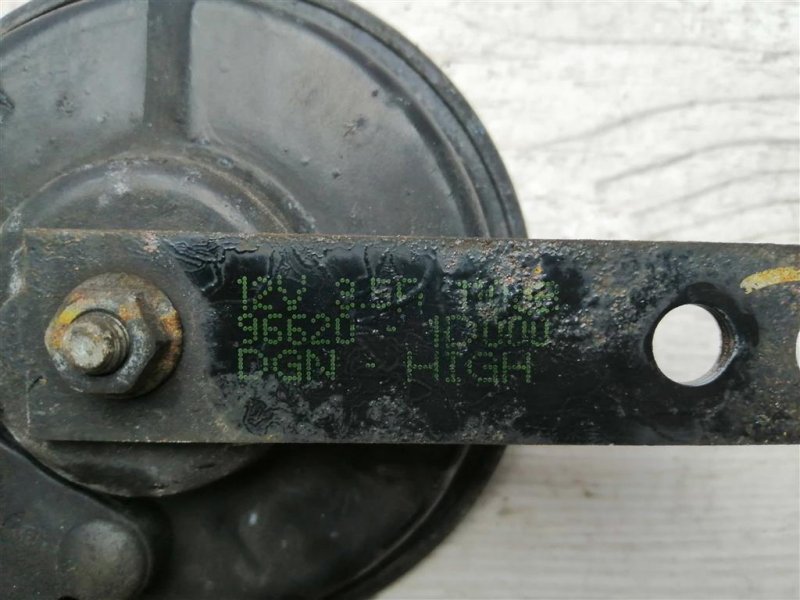 12V 3.5A
96620 - 1D000
DGN - HIGH